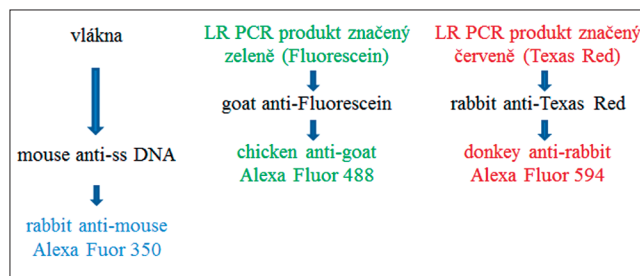 vlákna
mouse anti-ss DNA
rabbit anti-mouse
Alexa Fuor 350
LR PCR produkt značený
zeleně (Fluorescein)
goat anti-Fluorescein
chicken anti-goat
Alexa Fluor 488
LR PCR produkt značený
červeně (Texas Red)
rabbit anti-Texas Red
donkey anti-rabbit
Alexa Fluor 594